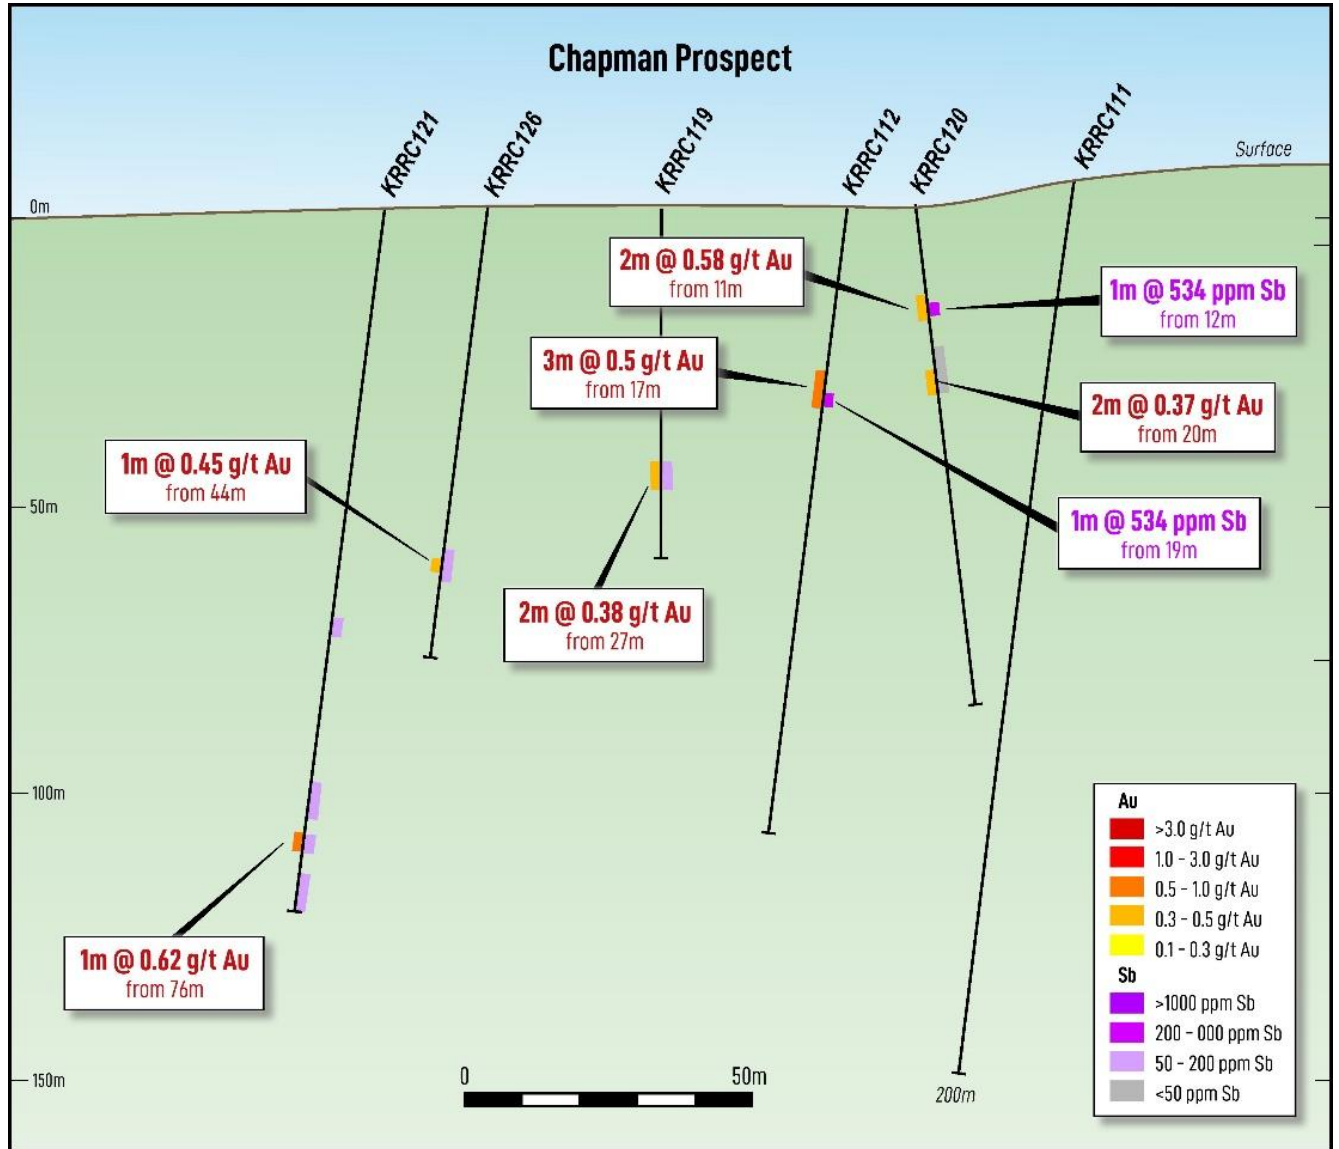 Chapman Prospect
KRRC121
KRRC126
KRRC119
KRRC112
KRRC120
KRRC111
Surface
0m
2m @ 0.58 g/t Au
from 11m
1m @ 534 ppm Sb
from 12m
3m @ 0.5 g/t Au
from 17m
2m @ 0.37 g/t Au
from 20m
1m @ 0.45 g/t Au
from 44m
50m
1m @ 534 ppm Sb
from 19m
2m @ 0.38 g/t Au
from 27m
100m
1m @ 0.62 g/t Au
from 76m
150m
0
50m
200m
Au
>3.0 g/t Au
1.0 - 3.0 g/t Au
0.5 - 1.0 g/t Au
0.3 - 0.5 g/t Au
0.1 - 0.3 g/t Au
Sb
>1000 ppm Sb
200 - 000 ppm Sb
50 - 200 ppm Sb
<50 ppm Sb